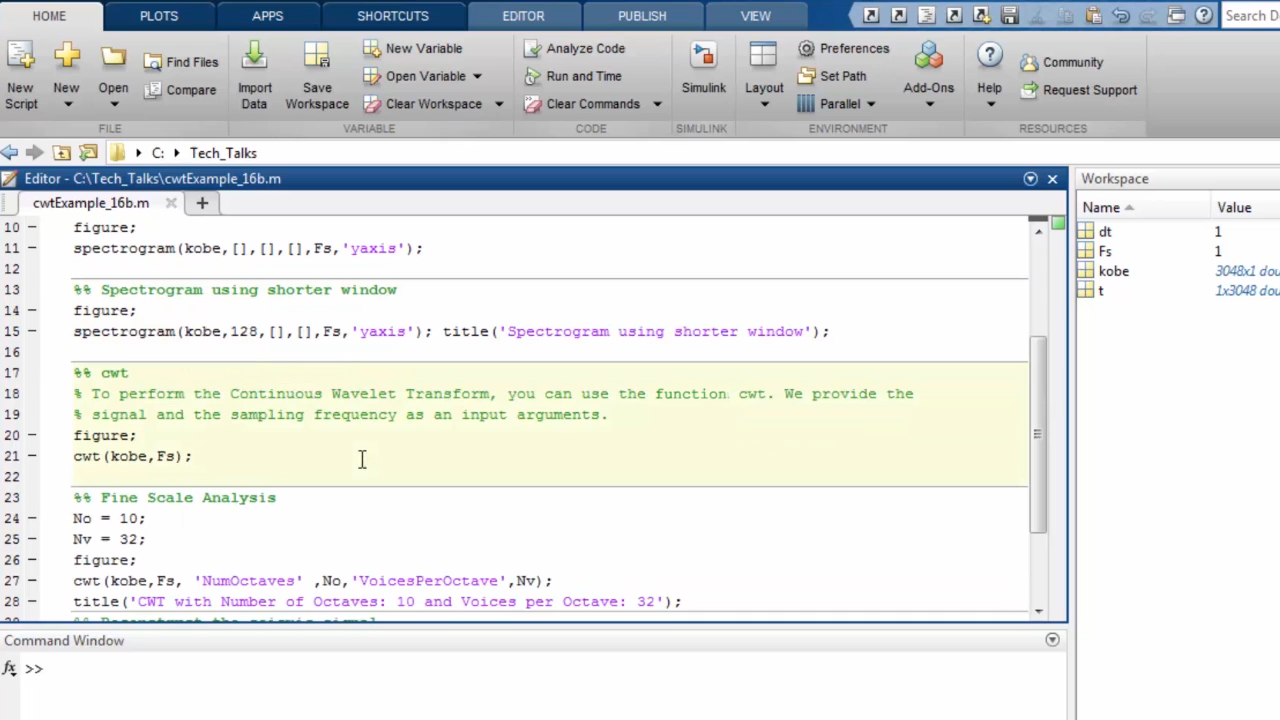 HOME PLOTS APPS SHORTCUTS EDITOR PUBLISH VIEW Search D
New Script New Open Find Files Compare Import Data Save Workspace New Variable Open Variable Clear Workspace Analyze Code Run and Time Clear Commands Simulink Layout Preferences Set Path Parallel Add-Ons Help Community Request Support
FILE VARIABLE CODE SIMULINK ENVIRONMENT RESOURCES
C: Tech_Talks
Editor - C:\Tech_Talks\cwtExample_16b.m
cwtExample_16b.m
10 – figure;
11 – spectrogram(kobe,[],[],[],Fs,'yaxis');
12
13 %% Spectrogram using shorter window
14 – figure;
15 – spectrogram(kobe,128,[],[],Fs,'yaxis'); title('Spectrogram using shorter window');
16
17 %% cwt
18 % To perform the Continuous Wavelet Transform, you can use the function cwt. We provide the
19 % signal and the sampling frequency as an input arguments.
20 – figure;
21 – cwt(kobe,Fs);
22
23 %% Fine Scale Analysis
24 – No = 10;
25 – Nv = 32;
26 – figure;
27 – cwt(kobe,Fs, 'NumOctaves' ,No,'VoicesPerOctave',Nv);
28 – title('CWT with Number of Octaves: 10 and Voices per Octave: 32');
Workspace
Name Value
dt 1
Fs 1
kobe 3048x1 dou
t 1x3048 dou
Command Window
fx >>